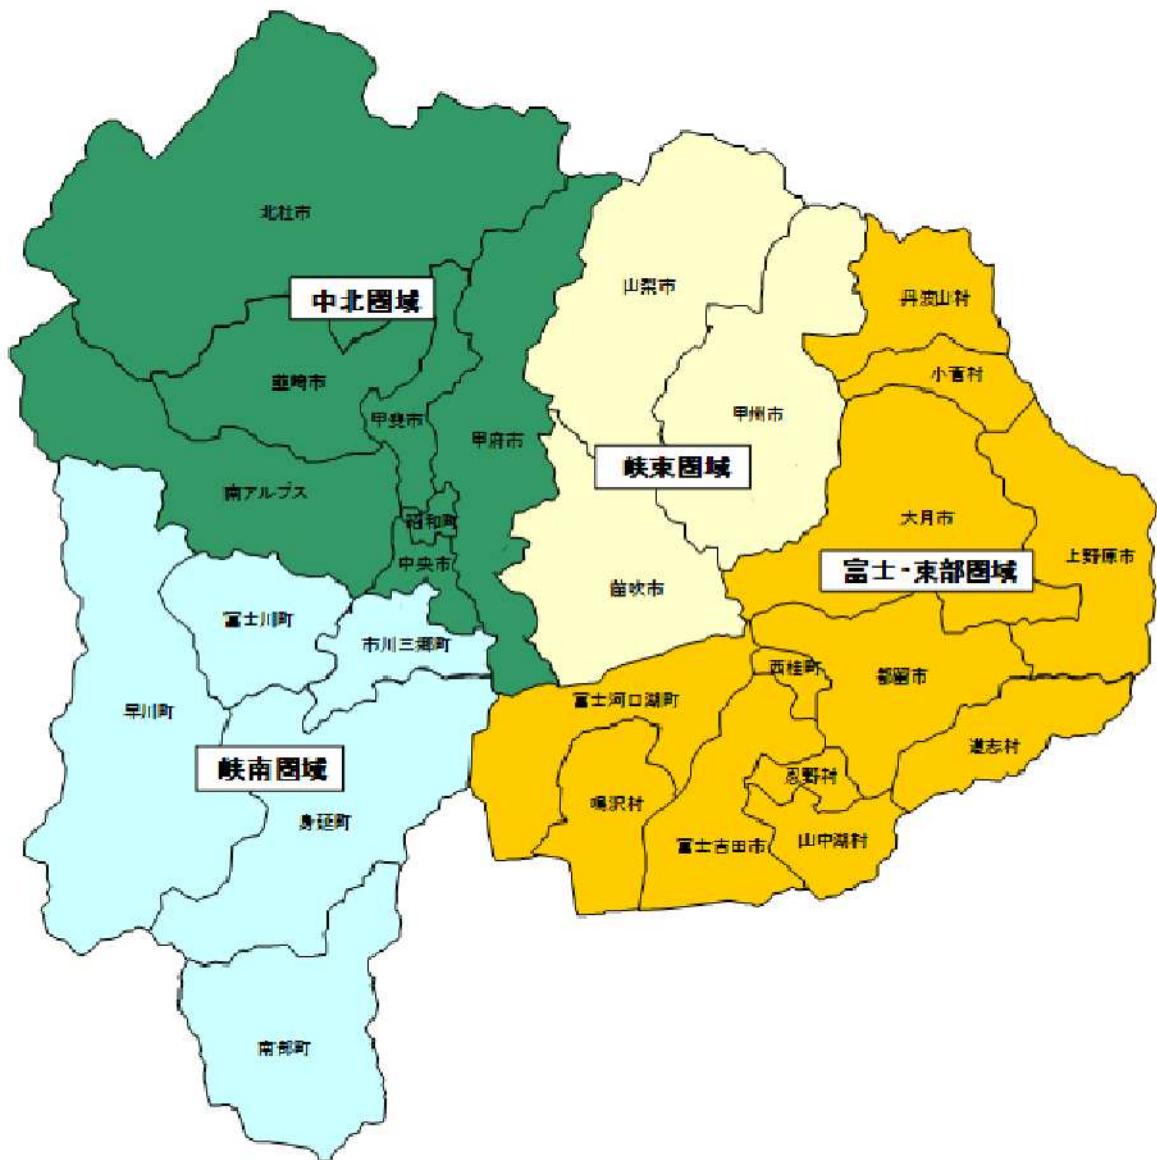 北杜市
山梨市
中北圏域
丹波山村
韮崎市
小菅村
甲斐市
甲州市
甲府市
峡東圏域
南アルプス
昭和町
大月市
中央市
上野原市
富士・東部圏域
笛吹市
富士川町
市川三郷町
西桂町
都留市
富士河口湖町
早川町
道志村
峡南圏域
忍野村
鳴沢村
身延町
富士吉田市
山中湖村
南部町